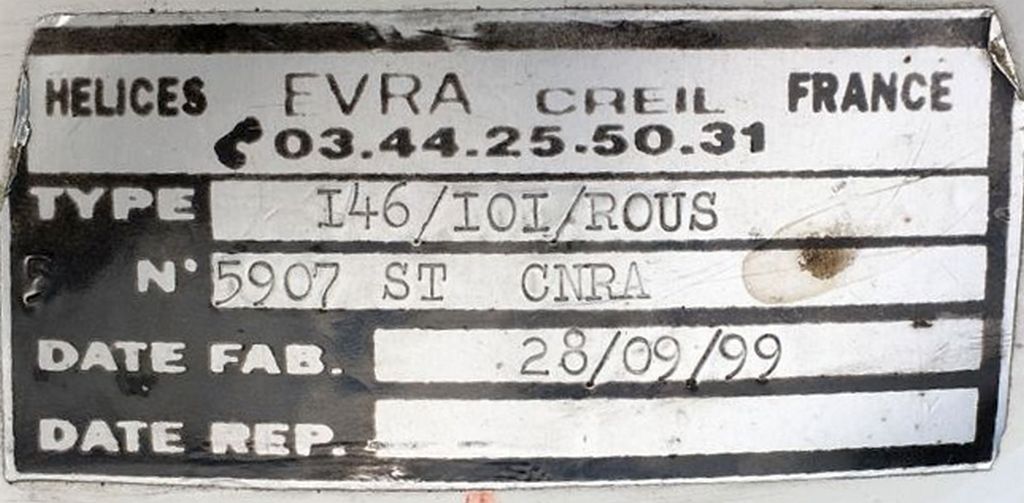 HELICES EVRA CREIL FRANCE
03.44.25.50.31
TYPE I46/IOI/ROUS
N° 5907 ST CNRA
DATE FAB. 28/09/99
DATE REP.